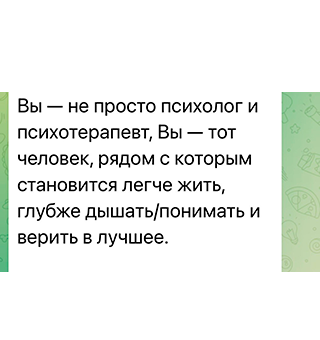 Вы — не просто психолог и
психотерапевт, Вы — тот
человек, рядом с которым
становится легче жить,
глубже дышать/понимать и
верить в лучшее.